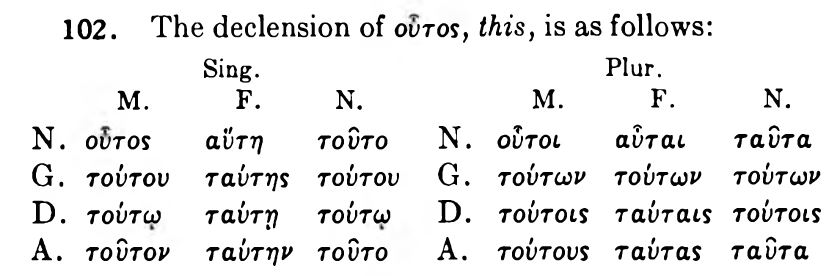 102. The declension of οὗτος, this, is as follows:
Sing. Plur.
M. F. N. M. F. N.
N. οὗτος αὕτη τοῦτο N. οὗτοι αὗται ταῦτα
G. τούτου ταύτης τούτου G. τούτων τούτων τούτων
D. τούτῳ ταύτῃ τούτῳ D. τούτοις ταύταις τούτοις
A. τοῦτον ταύτην τοῦτο A. τούτους ταύτας ταῦτα